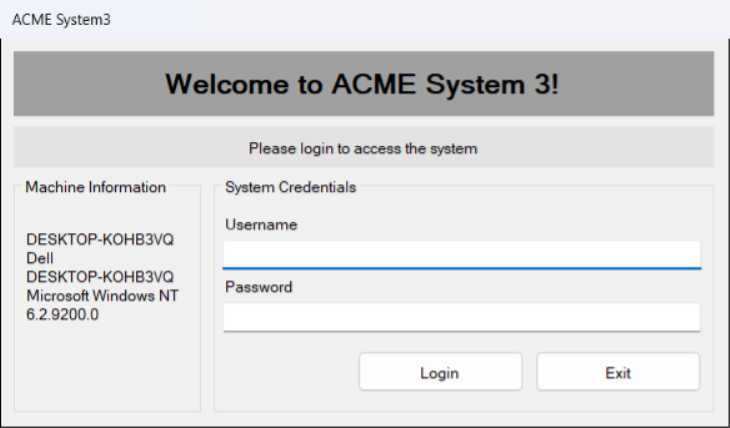 ACME System3
Welcome to ACME System 3!
Please login to access the system
Machine Information
DESKTOP-KOHB3VQ
Dell
DESKTOP-KOHB3VQ
Microsoft Windows NT
6.2.9200.0
System Credentials
Username
Password
Login
Exit